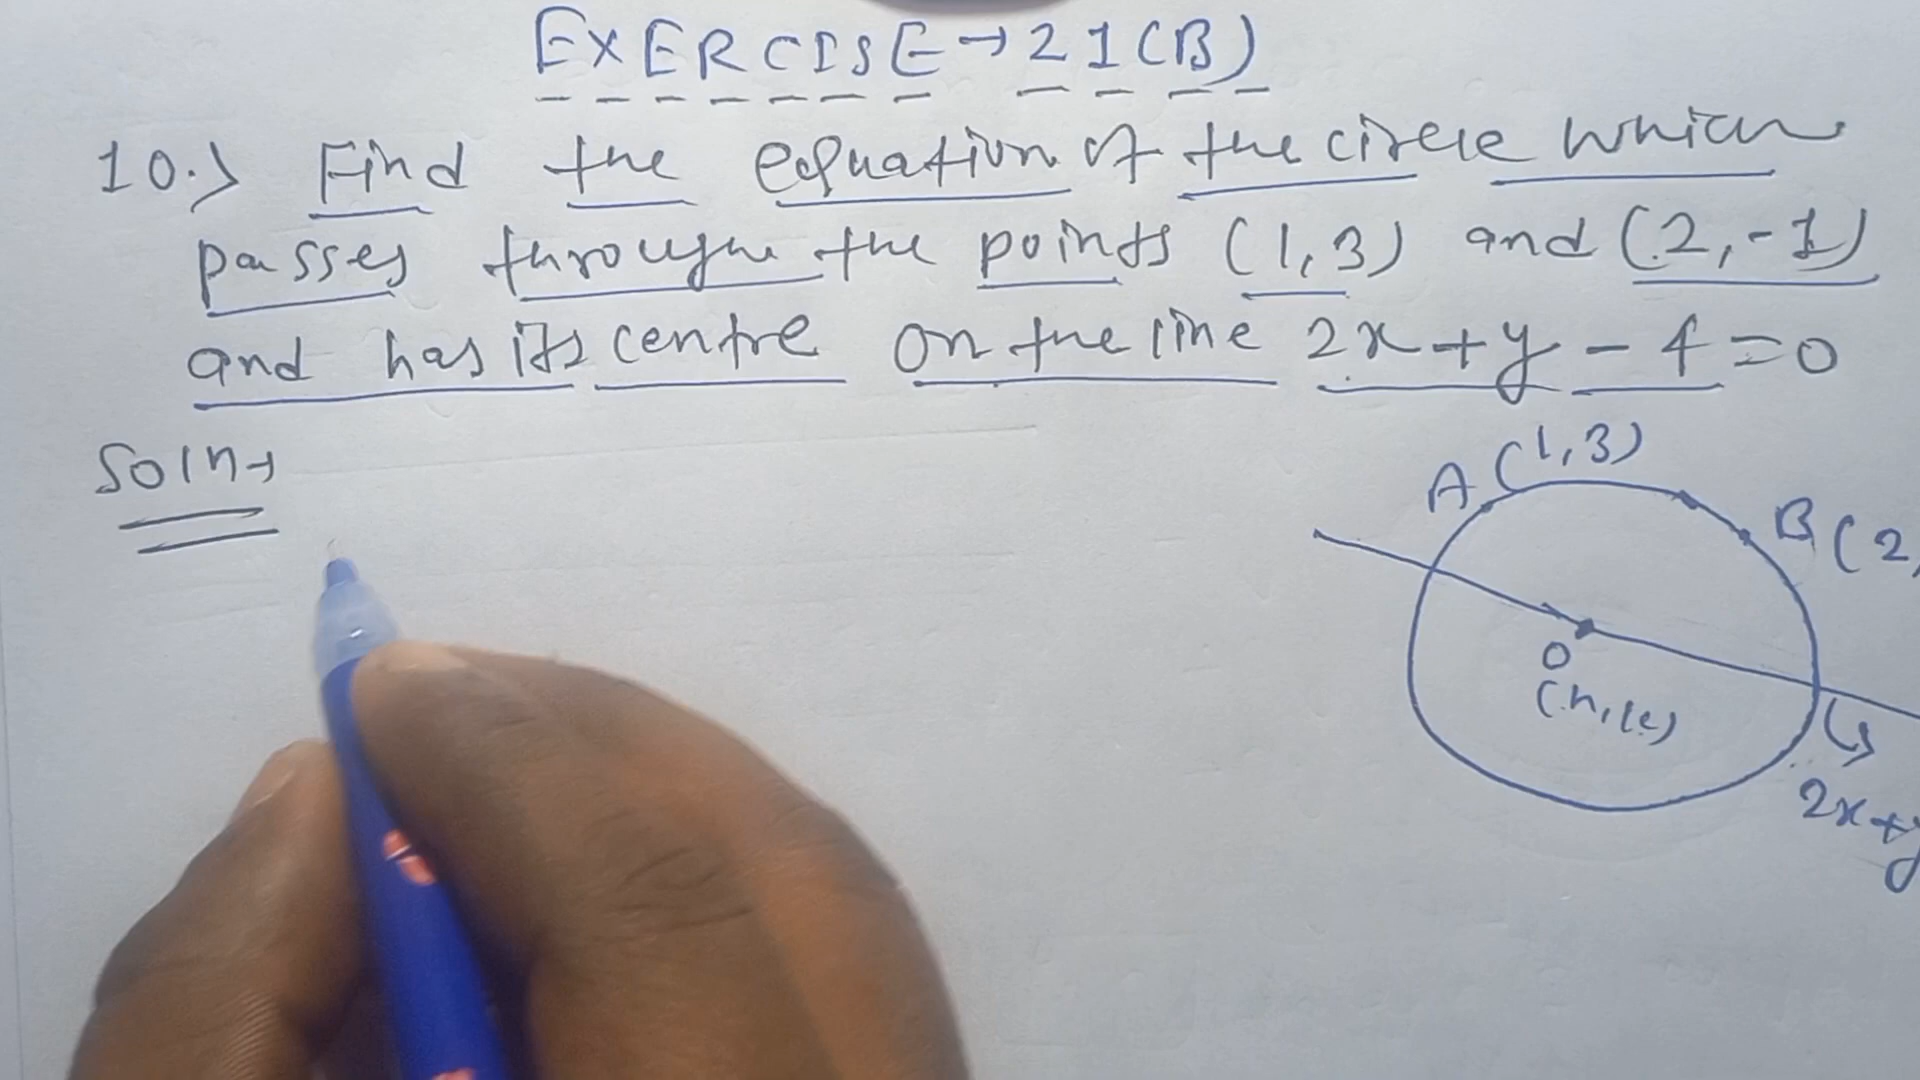 EXERCISE → 21(B)
10.) Find the equation of the circle which
passes through the points (1,3) and (2,-1)
and has its centre on the line 2x+y-4=0
Soln→
A (1,3)
B (2,
O
(h,k)
2x+y